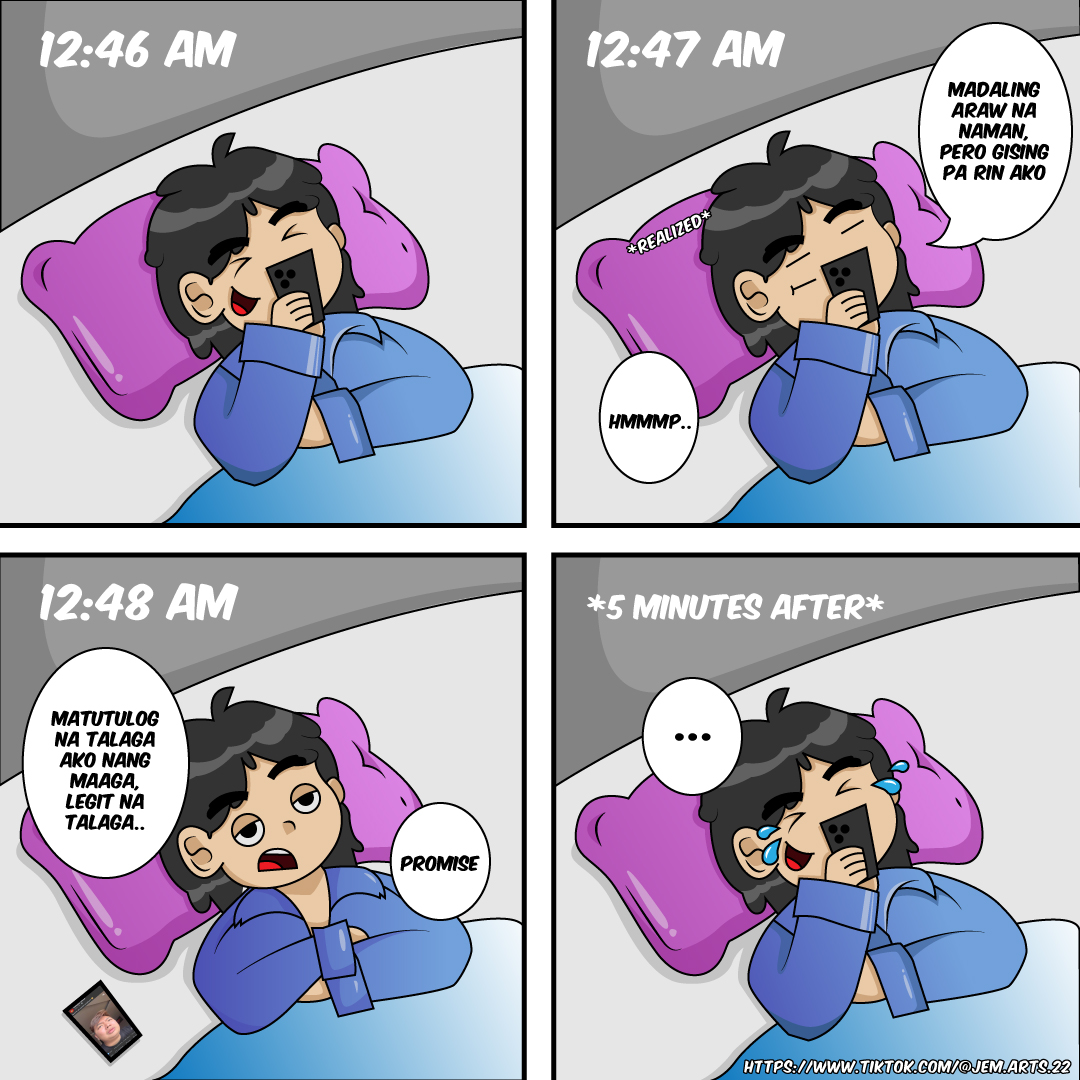 12:46 AM
12:47 AM
MADALING
ARAW NA
NAMAN,
PERO GISING
PA RIN AKO
*REALIZED*
HMMMP..
12:48 AM
MATUTULOG
NA TALAGA
AKO NANG
MAAGA,
LEGIT NA
TALAGA..
PROMISE
*5 MINUTES AFTER*
...
HTTPS://WWW.TIKTOK.COM/@JEM.ARTS.22